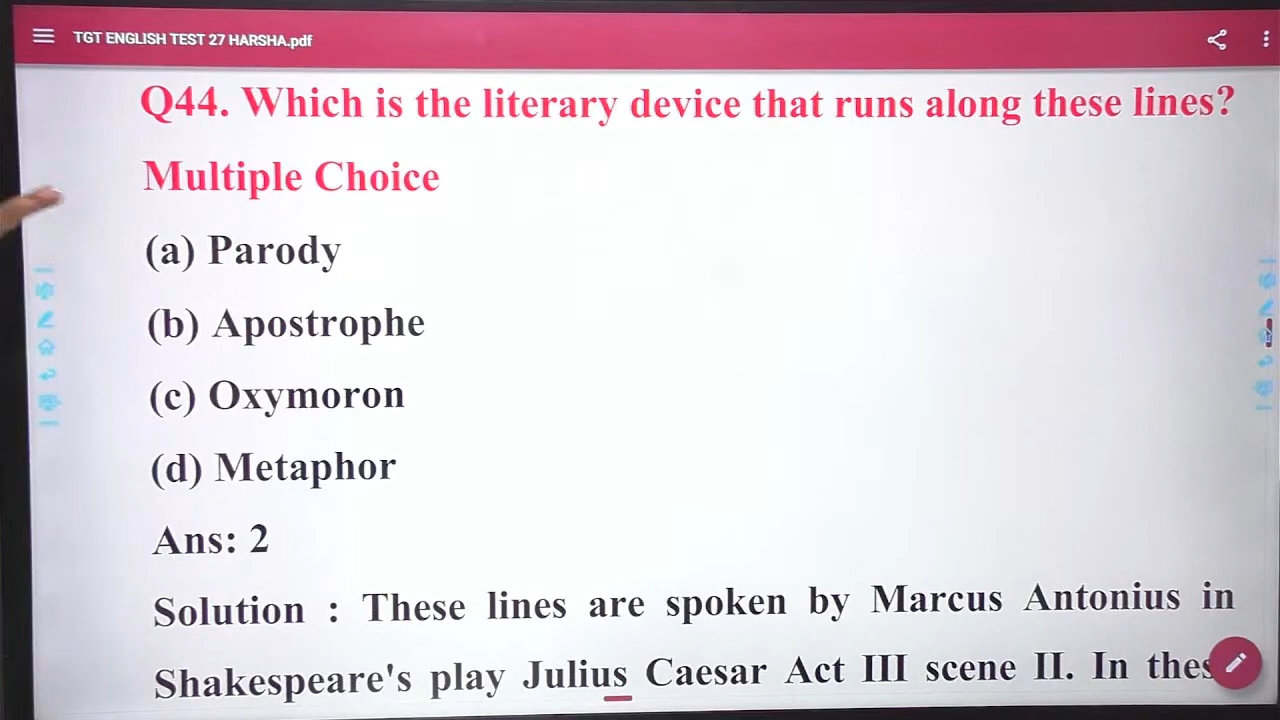 TGT ENGLISH TEST 27 HARSHA.pdf
Q44. Which is the literary device that runs along these lines?
Multiple Choice
(a) Parody
(b) Apostrophe
(c) Oxymoron
(d) Metaphor
Ans: 2
Solution : These lines are spoken by Marcus Antonius in
Shakespeare's play Julius Caesar Act III scene II. In